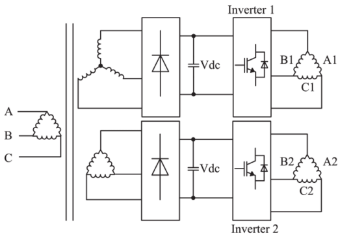 Inverter 1
Vdc
B1 A1
C1
A
B
C
Vdc
B2 A2
C2
Inverter 2